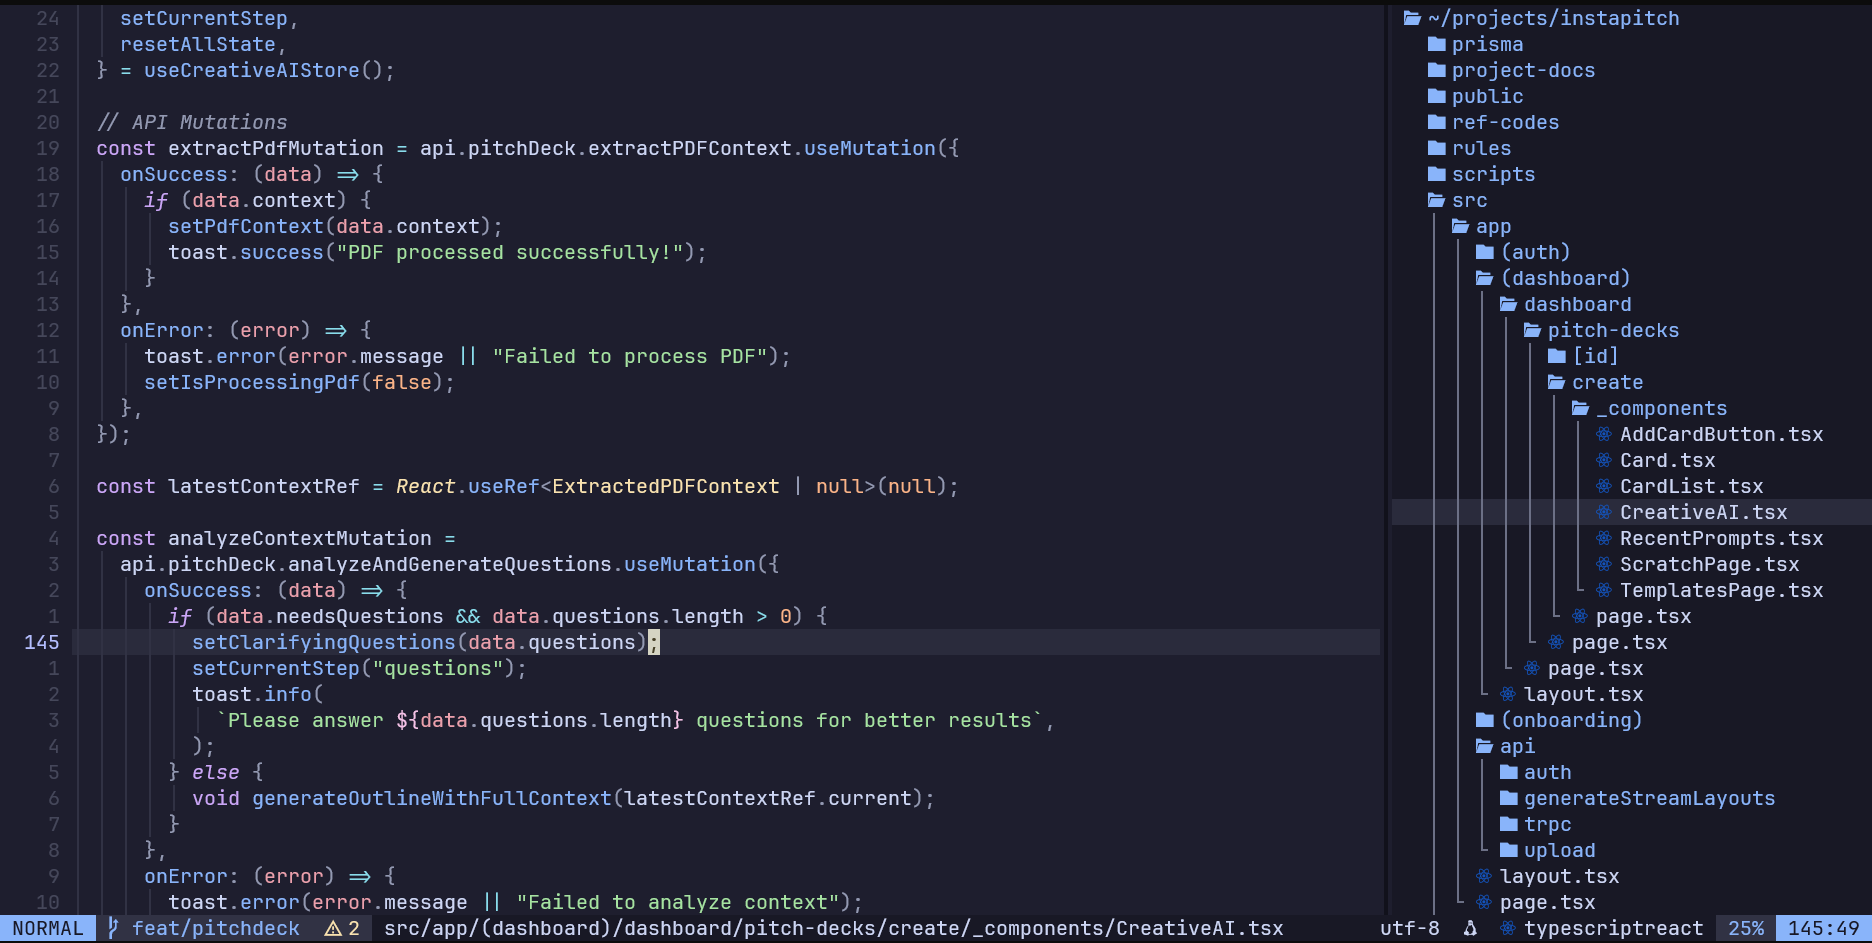 24 setCurrentStep,
23 resetAllState,
22 } = useCreativeAIStore();
21
20 // API Mutations
19 const extractPdfMutation = api.pitchDeck.extractPDFContext.useMutation({
18 onSuccess: (data) => {
17 if (data.context) {
16 setPdfContext(data.context);
15 toast.success("PDF processed successfully!");
14 }
13 },
12 onError: (error) => {
11 toast.error(error.message || "Failed to process PDF");
10 setIsProcessingPdf(false);
9 },
8 });
7
6 const latestContextRef = React.useRef<ExtractedPDFContext | null>(null);
5
4 const analyzeContextMutation =
3 api.pitchDeck.analyzeAndGenerateQuestions.useMutation({
2 onSuccess: (data) => {
1 if (data.needsQuestions && data.questions.length > 0) {
145 setClarifyingQuestions(data.questions);
1 setCurrentStep("questions");
2 toast.info(
3 `Please answer ${data.questions.length} questions for better results`,
4 );
5 } else {
6 void generateOutlineWithFullContext(latestContextRef.current);
7 }
8 },
9 onError: (error) => {
10 toast.error(error.message || "Failed to analyze context");
~/projects/instapitch
prisma
project-docs
public
ref-codes
rules
scripts
src
app
(auth)
(dashboard)
dashboard
pitch-decks
[id]
create
_components
AddCardButton.tsx
Card.tsx
CardList.tsx
CreativeAI.tsx
RecentPrompts.tsx
ScratchPage.tsx
TemplatesPage.tsx
page.tsx
page.tsx
page.tsx
layout.tsx
(onboarding)
api
auth
generateStreamLayouts
trpc
upload
layout.tsx
page.tsx
NORMAL feat/pitchdeck ⚠ 2 src/app/(dashboard)/dashboard/pitch-decks/create/_components/CreativeAI.tsx utf-8 typescriptreact 25% 145:49